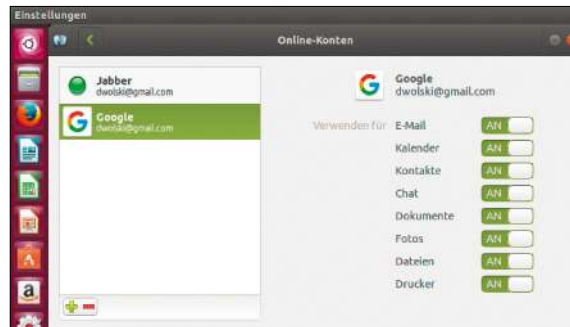 Einstellungen
Online-Konten
Jabber
dwolski@gmail.com
Google
dwolski@gmail.com
Google
dwolski@gmail.com
Verwenden für E-Mail AN
Kalender AN
Kontakte AN
Chat AN
Dokumente AN
Fotos AN
Dateien AN
Drucker AN